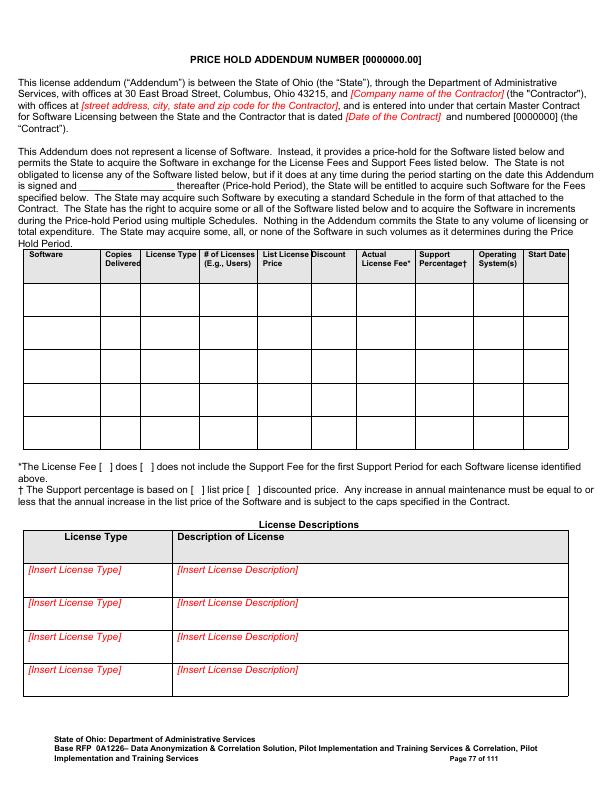 PRICE HOLD ADDENDUM NUMBER [0000000.00]
This license addendum (“Addendum”) is between the State of Ohio (the “State”), through the Department of Administrative
Services, with offices at 30 East Broad Street, Columbus, Ohio 43215, and [Company name of the Contractor] (the "Contractor"),
with offices at [street address, city, state and zip code for the Contractor], and is entered into under that certain Master Contract
for Software Licensing between the State and the Contractor that is dated [Date of the Contract] and numbered [0000000] (the
“Contract”).
This Addendum does not represent a license of Software. Instead, it provides a price-hold for the Software listed below and
permits the State to acquire the Software in exchange for the License Fees and Support Fees listed below. The State is not
obligated to license any of the Software listed below, but if it does at any time during the period starting on the date this Addendum
is signed and _________________ thereafter (Price-hold Period), the State will be entitled to acquire such Software for the Fees
specified below. The State may acquire such Software by executing a standard Schedule in the form of that attached to the
Contract. The State has the right to acquire some or all of the Software listed below and to acquire the Software in increments
during the Price-hold Period using multiple Schedules. Nothing in the Addendum commits the State to any volume of licensing or
total expenditure. The State may acquire some, all, or none of the Software in such volumes as it determines during the Price
Hold Period.
Software Copies License Type # of Licenses List License Discount Actual Support Operating Start Date
Delivered (E.g., Users) Price License Fee* Percentage† System(s)
*The License Fee [ ] does [ ] does not include the Support Fee for the first Support Period for each Software license identified
above.
† The Support percentage is based on [ ] list price [ ] discounted price. Any increase in annual maintenance must be equal to or
less that the annual increase in the list price of the Software and is subject to the caps specified in the Contract.
License Descriptions
License Type Description of License
[Insert License Type] [Insert License Description]
[Insert License Type] [Insert License Description]
[Insert License Type] [Insert License Description]
[Insert License Type] [Insert License Description]
State of Ohio: Department of Administrative Services
Base RFP 0A1226– Data Anonymization & Correlation Solution, Pilot Implementation and Training Services & Correlation, Pilot
Implementation and Training Services Page 77 of 111